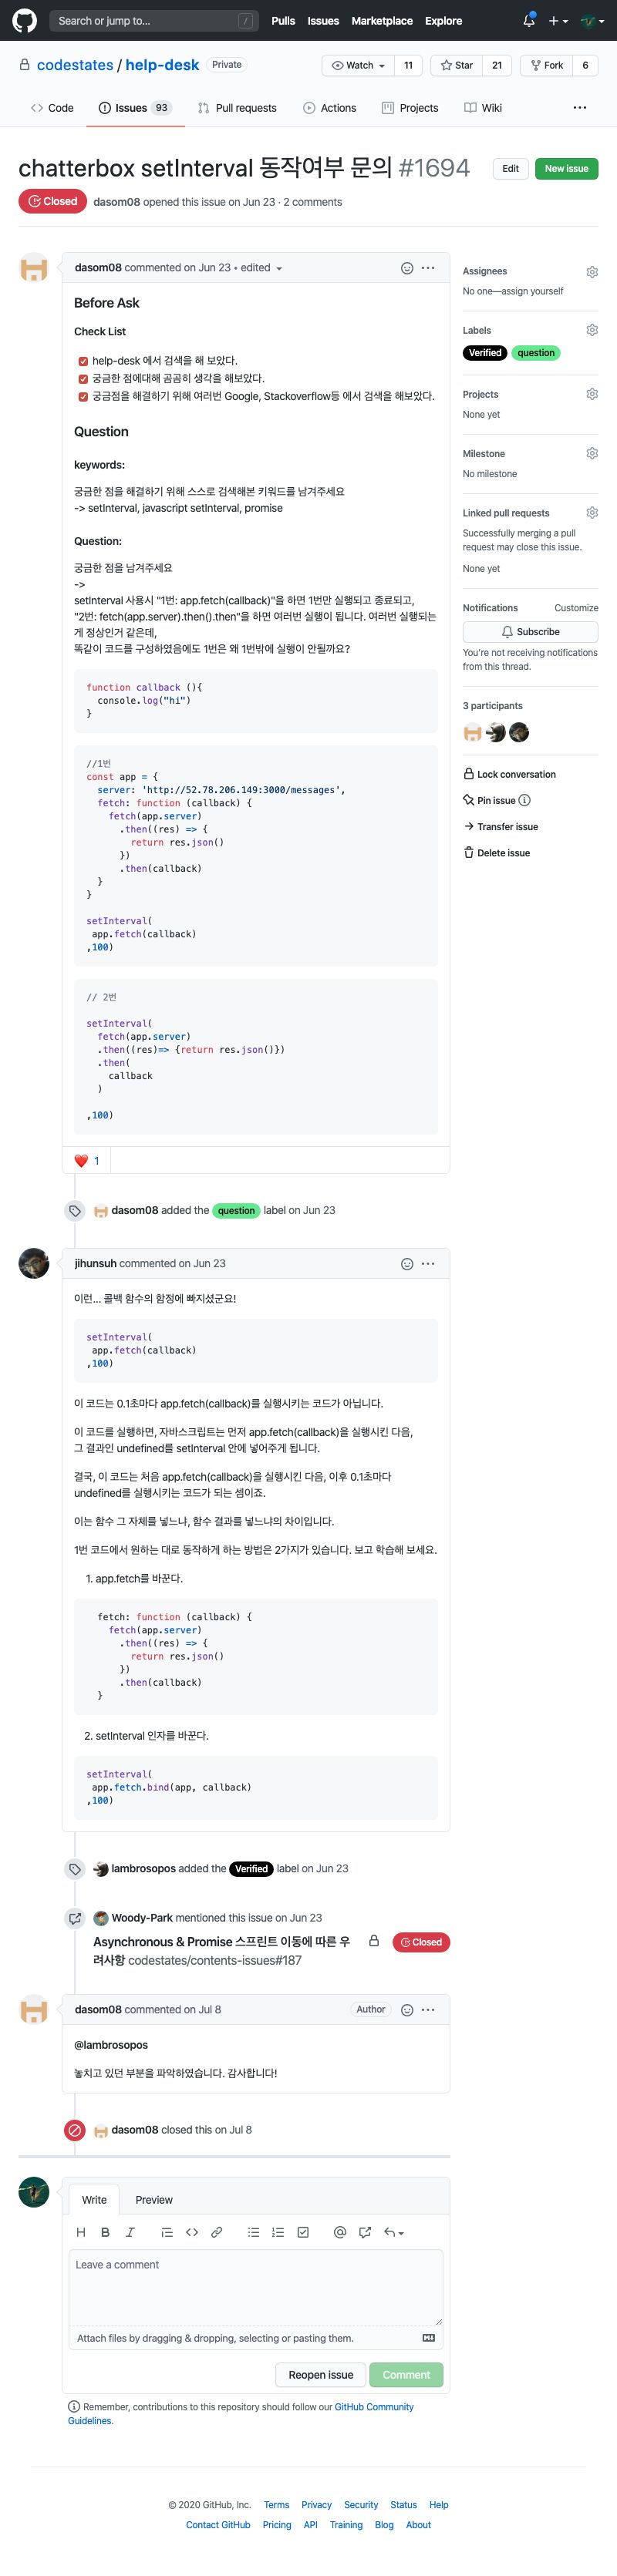 Search or jump to...
/
Pulls
Issues
Marketplace
Explore
codestates / help-desk
Private
Watch
11
Star
21
Fork
6
Code
Issues 93
Pull requests
Actions
Projects
Wiki
chatterbox setInterval 동작여부 문의 #1694
Edit
New issue
Closed
dasom08 opened this issue on Jun 23 · 2 comments
dasom08 commented on Jun 23 • edited
Before Ask
Check List
help-desk 에서 검색을 해 보았다.
궁금한 점에대해 곰곰히 생각을 해보았다.
궁금점을 해결하기 위해 여러번 Google, Stackoverflow등 에서 검색을 해보았다.
Question
keywords:
궁금한 점을 해결하기 위해 스스로 검색해본 키워드를 남겨주세요
-> setInterval, javascript setInterval, promise
Question:
궁금한 점을 남겨주세요
->
setInterval 사용시 "1번: app.fetch(callback)"을 하면 1번만 실행되고 종료되고,
"2번: fetch(app.server).then().then"을 하면 여러번 실행이 됩니다. 여러번 실행되는
게 정상인거 같은데,
똑같이 코드를 구성하였음에도 1번은 왜 1번밖에 실행이 안될까요?
function callback (){
  console.log("hi")
}
//1번
const app = {
  server: 'http://52.78.206.149:3000/messages',
  fetch: function (callback) {
    fetch(app.server)
      .then((res) => {
        return res.json()
      })
      .then(callback)
  }
}
setInterval(
 app.fetch(callback)
,100)
// 2번
setInterval(
  fetch(app.server)
  .then((res)=> {return res.json()})
  .then(
    callback
  )
,100)
1
dasom08 added the question label on Jun 23
jihunsuh commented on Jun 23
이런... 콜백 함수의 함정에 빠지셨군요!
setInterval(
 app.fetch(callback)
,100)
이 코드는 0.1초마다 app.fetch(callback)를 실행시키는 코드가 아닙니다.
이 코드를 실행하면, 자바스크립트는 먼저 app.fetch(callback)을 실행시킨 다음,
그 결과인 undefined를 setInterval 안에 넣어주게 됩니다.
결국, 이 코드는 처음 app.fetch(callback)을 실행시킨 다음, 이후 0.1초마다
undefined를 실행시키는 코드가 되는 셈이죠.
이는 함수 그 자체를 넣느냐, 함수 결과를 넣느냐의 차이입니다.
1번 코드에서 원하는 대로 동작하게 하는 방법은 2가지가 있습니다. 보고 학습해 보세요.
1. app.fetch를 바꾼다.
  fetch: function (callback) {
    fetch(app.server)
      .then((res) => {
        return res.json()
      })
      .then(callback)
  }
2. setInterval 인자를 바꾼다.
setInterval(
 app.fetch.bind(app, callback)
,100)
lambrosopos added the Verified label on Jun 23
Woody-Park mentioned this issue on Jun 23
Asynchronous & Promise 스프린트 이동에 따른 우
려사항 codestates/contents-issues#187
Closed
dasom08 commented on Jul 8
Author
@lambrosopos
놓치고 있던 부분을 파악하였습니다. 감사합니다!
dasom08 closed this on Jul 8
Write
Preview
Leave a comment
Attach files by dragging & dropping, selecting or pasting them.
Reopen issue
Comment
Remember, contributions to this repository should follow our GitHub Community
Guidelines.
Assignees
No one—assign yourself
Labels
Verified
question
Projects
None yet
Milestone
No milestone
Linked pull requests
Successfully merging a pull
request may close this issue.
None yet
Notifications
Customize
Subscribe
You're not receiving notifications
from this thread.
3 participants
Lock conversation
Pin issue
Transfer issue
Delete issue
© 2020 GitHub, Inc.
Terms
Privacy
Security
Status
Help
Contact GitHub
Pricing
API
Training
Blog
About